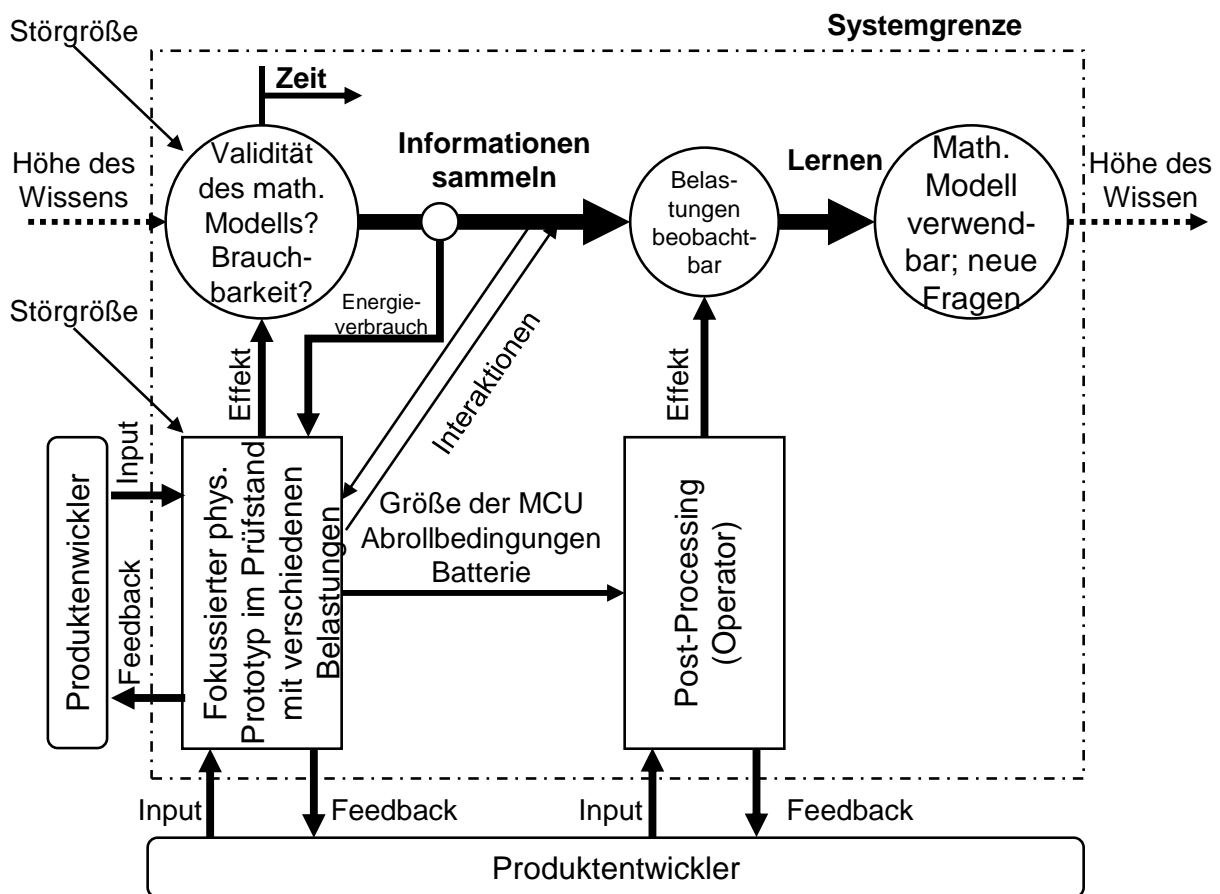 Systemgrenze
Störgröße
Zeit
Höhe des
Wissens
Validität
des math.
Modells?
Brauch-
barkeit?
Informationen
sammeln
Belas-
tungen
beobacht-
bar
Lernen
Math.
Modell
verwend-
bar; neue
Fragen
Höhe des
Wissen
Störgröße
Energie-
verbrauch
Effekt
Interaktionen
Effekt
Produktenwickler
Input
Feedback
Fokussierter phys.
Prototyp im Prüfstand
mit verschiedenen
Belastungen
Größe der MCU
Abrollbedingungen
Batterie
Post-Processing
(Operator)
Input
Feedback
Input
Feedback
Produktentwickler